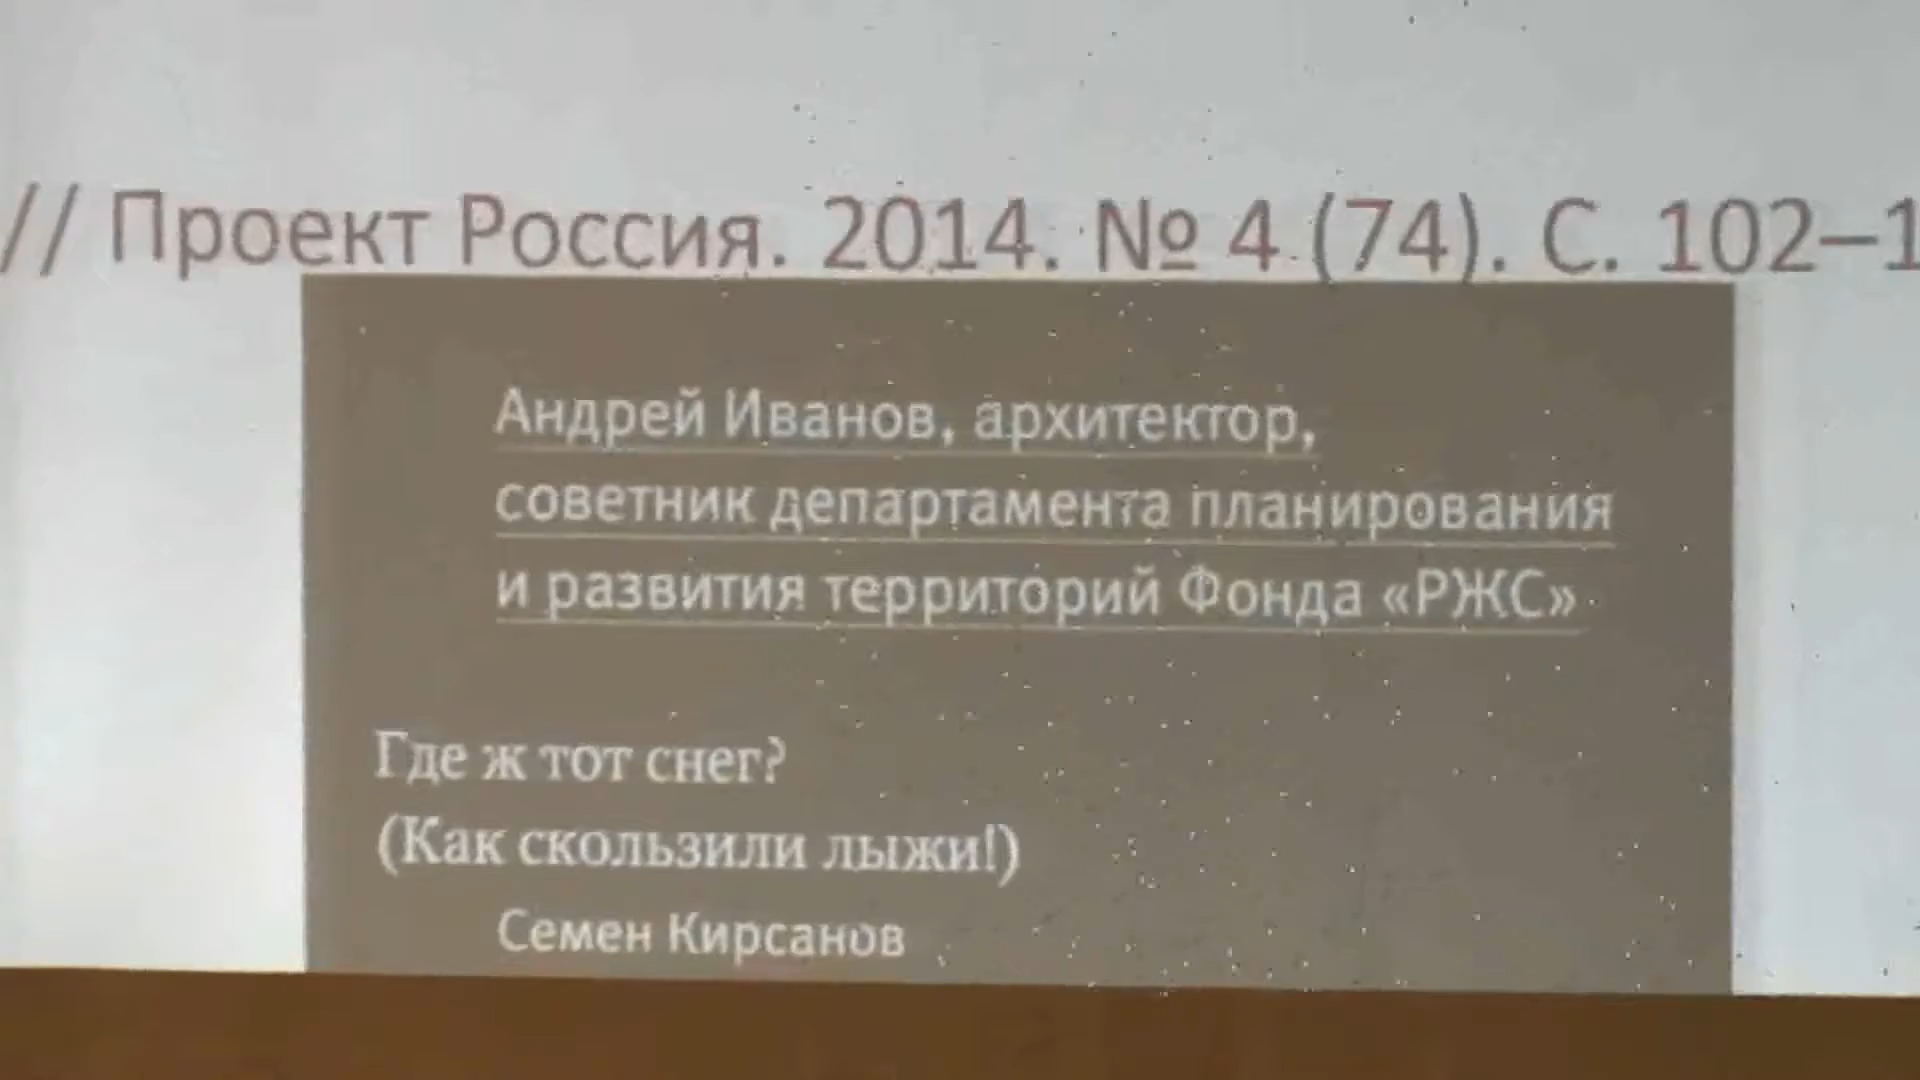 // Проект Россия. 2014. № 4 (74). С. 102–1
Андрей Иванов, архитектор,
советник департамента планирования
и развития территорий Фонда «РЖС»
Где ж тот снег?
(Как скользили лыжи!)
Семен Кирсанов